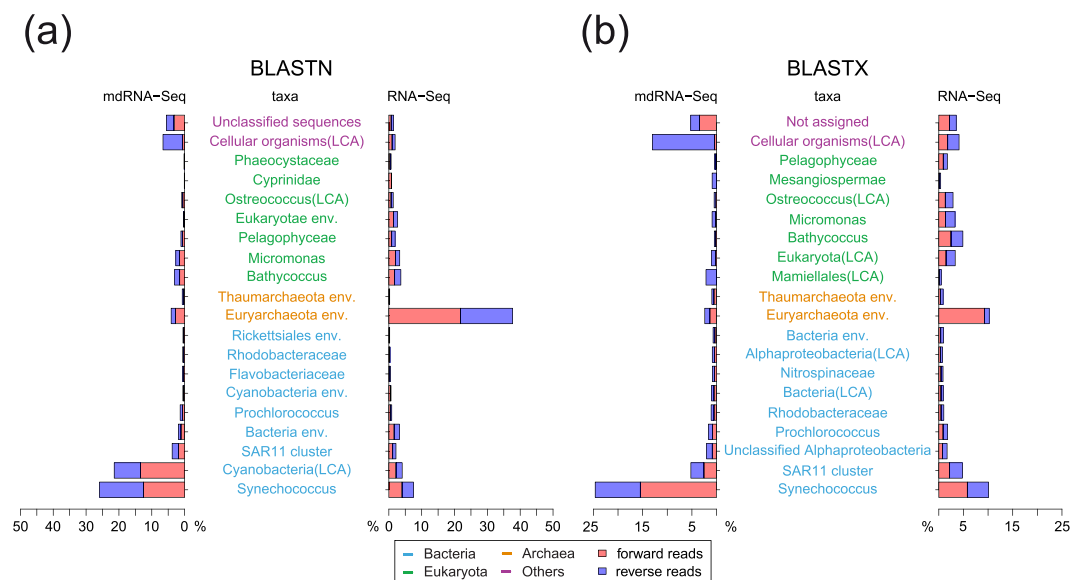 (a)
(b)
BLASTN
BLASTX
mdRNA−Seq taxa RNA−Seq
mdRNA−Seq taxa RNA−Seq
Unclassified sequences
Cellular organisms(LCA)
Phaeocystaceae
Cyprinidae
Ostreococcus(LCA)
Eukaryotae env.
Pelagophyceae
Micromonas
Bathycoccus
Thaumarchaeota env.
Euryarchaeota env.
Rickettsiales env.
Rhodobacteraceae
Flavobacteriaceae
Cyanobacteria env.
Prochlorococcus
Bacteria env.
SAR11 cluster
Cyanobacteria(LCA)
Synechococcus
50 40 30 20 10 0 % % 0 10 20 30 40 50
Not assigned
Cellular organisms(LCA)
Pelagophyceae
Mesangiospermae
Ostreococcus(LCA)
Micromonas
Bathycoccus
Eukaryota(LCA)
Mamiellales(LCA)
Thaumarchaeota env.
Euryarchaeota env.
Bacteria env.
Alphaproteobacteria(LCA)
Nitrospinaceae
Bacteria(LCA)
Rhodobacteraceae
Prochlorococcus
Unclassified Alphaproteobacteria
SAR11 cluster
Synechococcus
25 15 5 % % 5 15 25
Bacteria Archaea forward reads
Eukaryota Others reverse reads